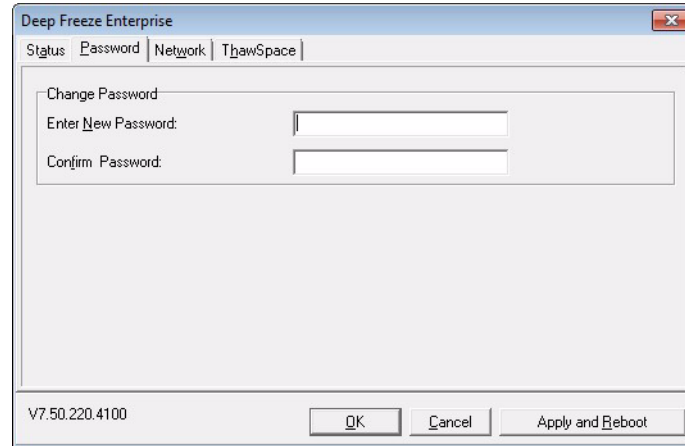 Deep Freeze Enterprise
Status Password Network ThawSpace
Change Password
Enter New Password:
Confirm Password:
V7.50.220.4100
OK Cancel Apply and Reboot